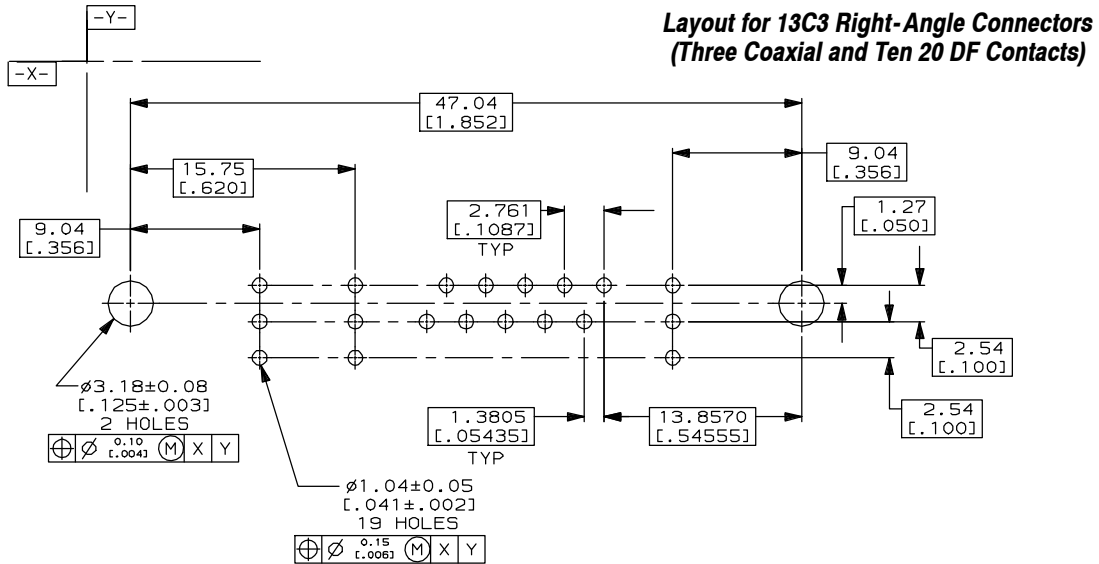 -Y-
Layout for 13C3 Right-Angle Connectors
(Three Coaxial and Ten 20 DF Contacts)
-X-
47.04
[1.852]
15.75
[.620]
9.04
[.356]
2.761
[.1087]
TYP
1.27
[.050]
9.04
[.356]
2.54
[.100]
⌀3.18±0.08
[.125±.003]
2 HOLES
⌖ ⌀ 0.10 [.004] Ⓜ X Y
1.3805
[.05435]
TYP
13.8570
[.54555]
2.54
[.100]
⌀1.04±0.05
[.041±.002]
19 HOLES
⌖ ⌀ 0.15 [.006] Ⓜ X Y